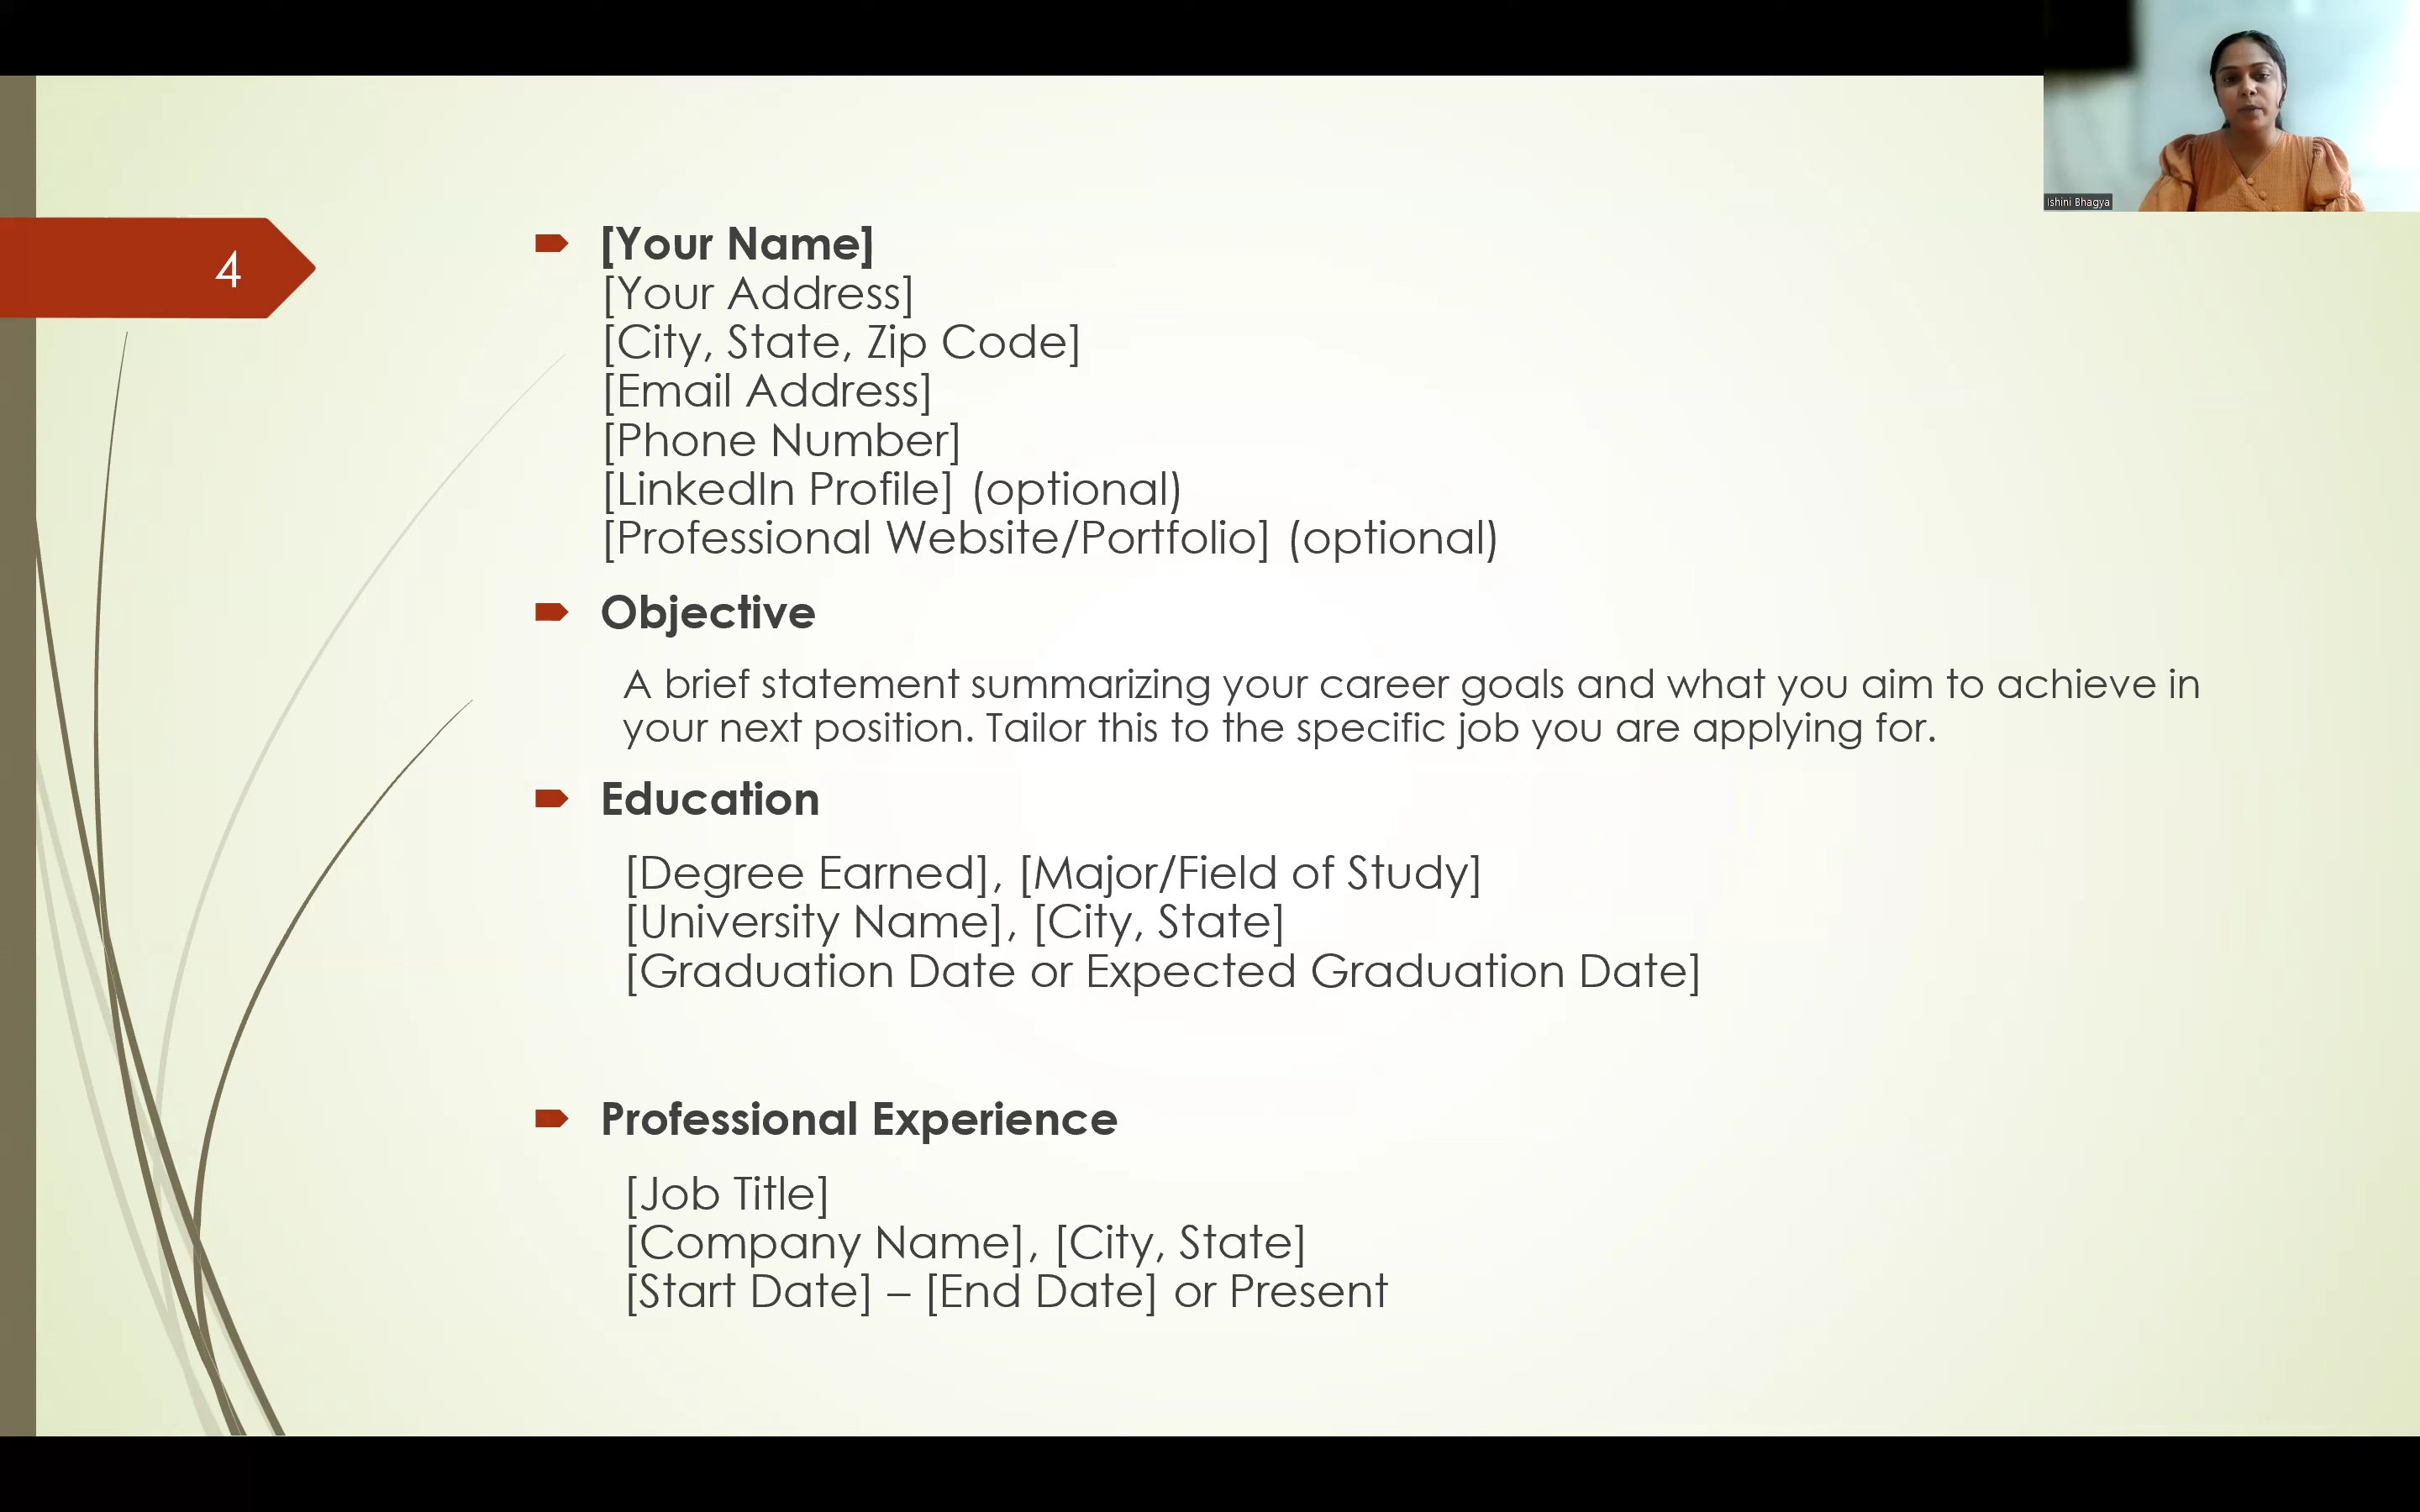 Ishini Bhagya
4
[Your Name]
[Your Address]
[City, State, Zip Code]
[Email Address]
[Phone Number]
[LinkedIn Profile] (optional)
[Professional Website/Portfolio] (optional)
Objective
A brief statement summarizing your career goals and what you aim to achieve in
your next position. Tailor this to the specific job you are applying for.
Education
[Degree Earned], [Major/Field of Study]
[University Name], [City, State]
[Graduation Date or Expected Graduation Date]
Professional Experience
[Job Title]
[Company Name], [City, State]
[Start Date] – [End Date] or Present